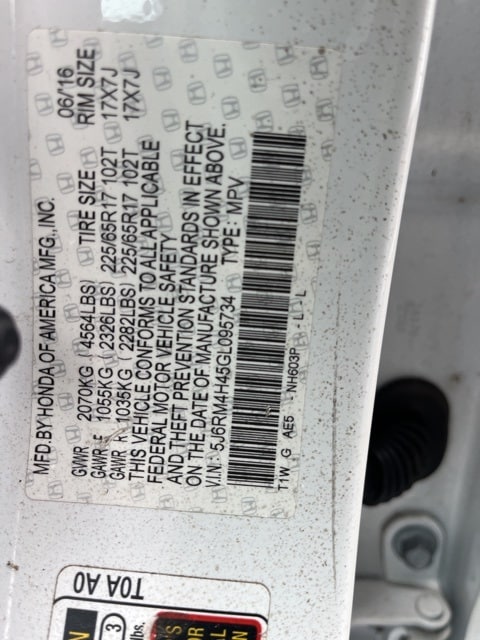 MFD.BY HONDA OF AMERICA MFG.,INC. 06/16
GVWR 2070KG ( 4564LBS) TIRE SIZE RIM SIZE
GAWR F 1055KG ( 2326LBS) 225/65R17 102T 17X7J
GAWR R 1035KG ( 2282LBS) 225/65R17 102T 17X7J
THIS VEHICLE CONFORMS TO ALL APPLICABLE
FEDERAL MOTOR VEHICLE SAFETY
AND THEFT PREVENTION STANDARDS IN EFFECT
ON THE DATE OF MANUFACTURE SHOWN ABOVE.
V.I.N: 5J6RM4H45GL095734 TYPE : MPV
T1W G AE5 NH603P - L - L
T0A A0
3
lbs.